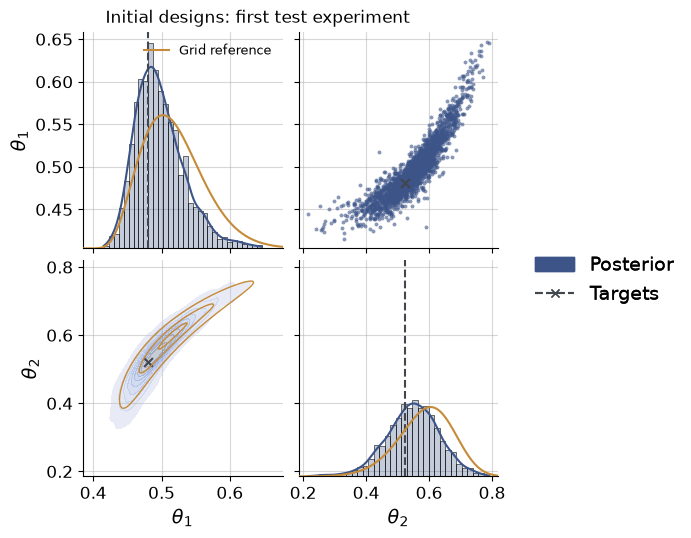 Initial designs: first test experiment
Grid reference
θ1
0.65
0.60
0.55
0.50
0.45
Posterior
Targets
θ2
0.8
0.6
0.4
0.2
0.4 0.5 0.6
0.2 0.4 0.6 0.8
θ1
θ2